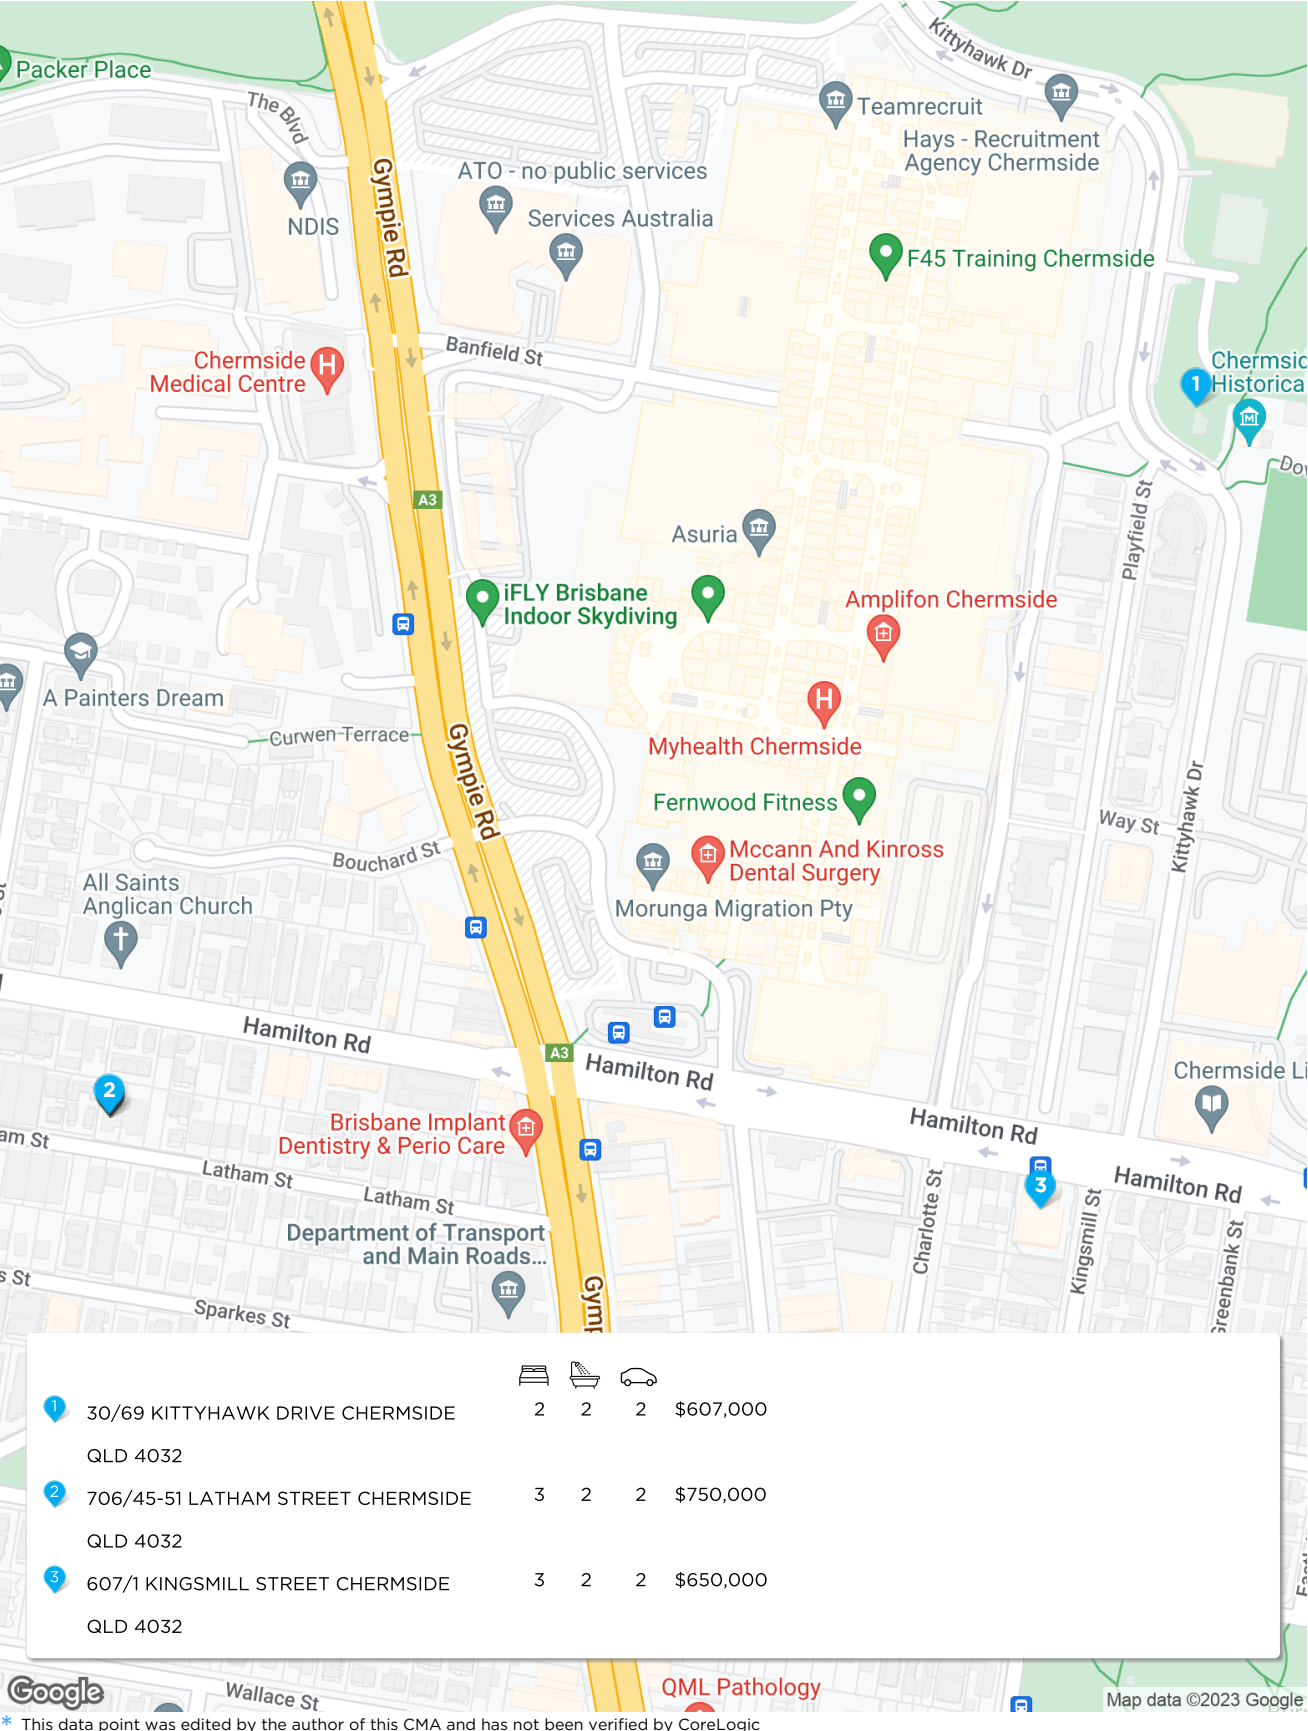 Kittyhawk Dr
Packer Place
The Blvd
Teamrecruit
Hays - Recruitment
Agency Chermside
ATO - no public services
Gympie Rd
NDIS
Services Australia
F45 Training Chermside
Banfield St
Chermside
Medical Centre
H
Chermsid
Historica
1
M
Dov
A3
Playfield St
Asuria
iFLY Brisbane
Indoor Skydiving
Amplifon Chermside
A Painters Dream
H
Curwen Terrace
Gympie Rd
Myhealth Chermside
Fernwood Fitness
Way St
Kittyhawk Dr
Bouchard St
Mccann And Kinross
Dental Surgery
All Saints
Anglican Church
Morunga Migration Pty
Hamilton Rd
A3
Hamilton Rd
Chermside Li
2
Brisbane Implant
Dentistry & Perio Care
Hamilton Rd
am St
Latham St
Latham St
Charlotte St
3
Hamilton Rd
Kingsmill St
Greenbank St
Department of Transport
and Main Roads...
s St
Sparkes St
Gymp
1 30/69 KITTYHAWK DRIVE CHERMSIDE 2 2 2 $607,000
QLD 4032
2 706/45-51 LATHAM STREET CHERMSIDE 3 2 2 $750,000
QLD 4032
3 607/1 KINGSMILL STREET CHERMSIDE 3 2 2 $650,000
QLD 4032
Wallace St
QML Pathology
Google
Map data ©2023 Google
* This data point was edited by the author of this CMA and has not been verified by CoreLogic